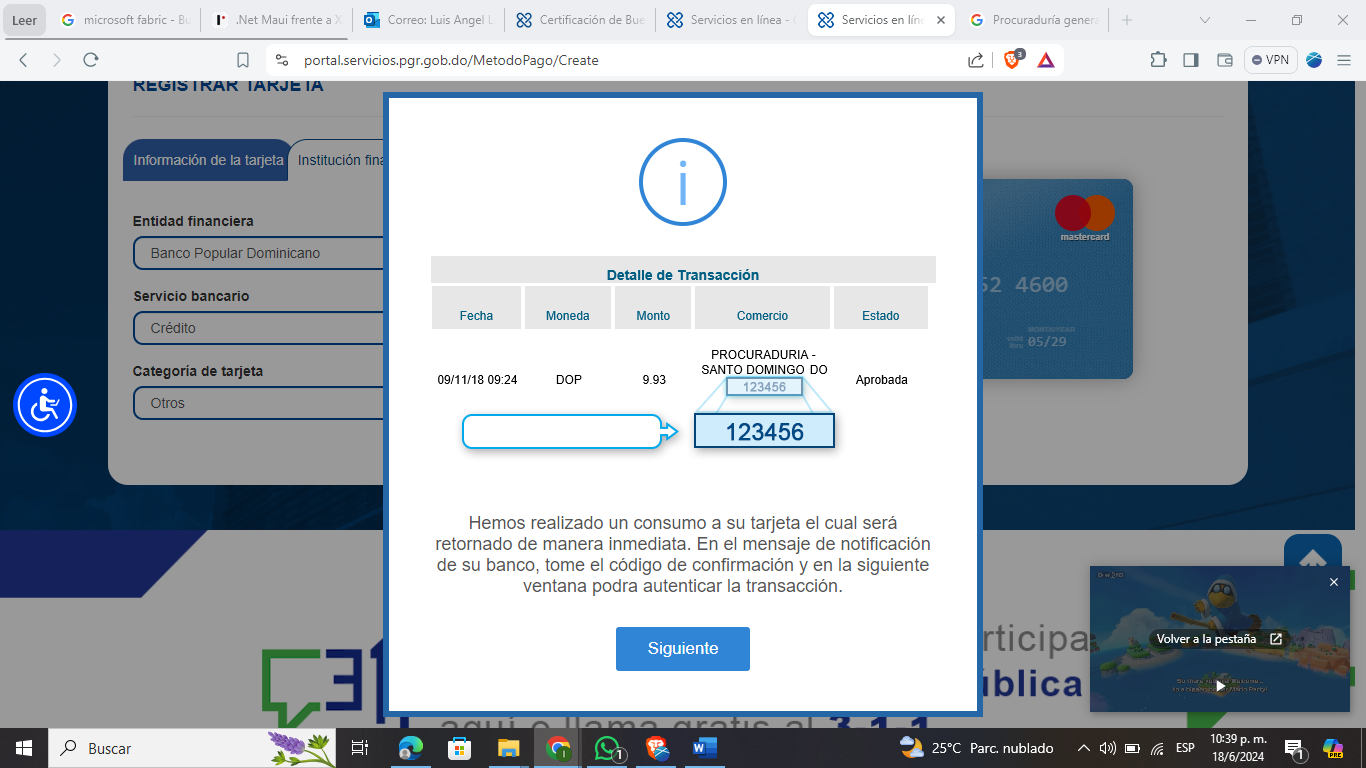 Leer
microsoft fabric - Bu
.Net Maui frente a X
Correo: Luis Angel L
Certificación de Bue
Servicios en línea - 
Servicios en líne
Procuraduría genera
portal.servicios.pgr.gob.do/MetodoPago/Create
3
VPN
REGISTRAR TARJETA
Información de la tarjeta
Institución fina
Entidad financiera
Banco Popular Dominicano
Servicio bancario
Crédito
Categoría de tarjeta
Otros
mastercard
52 4600
MONTH/YEAR
05/29
i
Detalle de Transacción
Fecha Moneda Monto Comercio Estado
PROCURADURIA -
SANTO DOMINGO DO
09/11/18 09:24 DOP 9.93 Aprobada
123456
123456
Hemos realizado un consumo a su tarjeta el cual será
retornado de manera inmediata. En el mensaje de notificación
de su banco, tome el código de confirmación y en la siguiente
ventana podra autenticar la transacción.
Siguiente
311
articipa
ública
aquí o llama gratis al 3-1-1
Volver a la pestaña
Buscar
1
25°C Parc. nublado
ESP
10:39 p. m.
18/6/2024
1
PRE